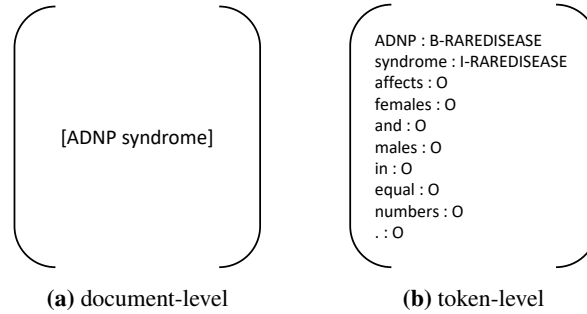 [ADNP syndrome]
(a) document-level
ADNP : B-RAREDISEASE
syndrome : I-RAREDISEASE
affects : O
females : O
and : O
males : O
in : O
equal : O
numbers : O
. : O
(b) token-level